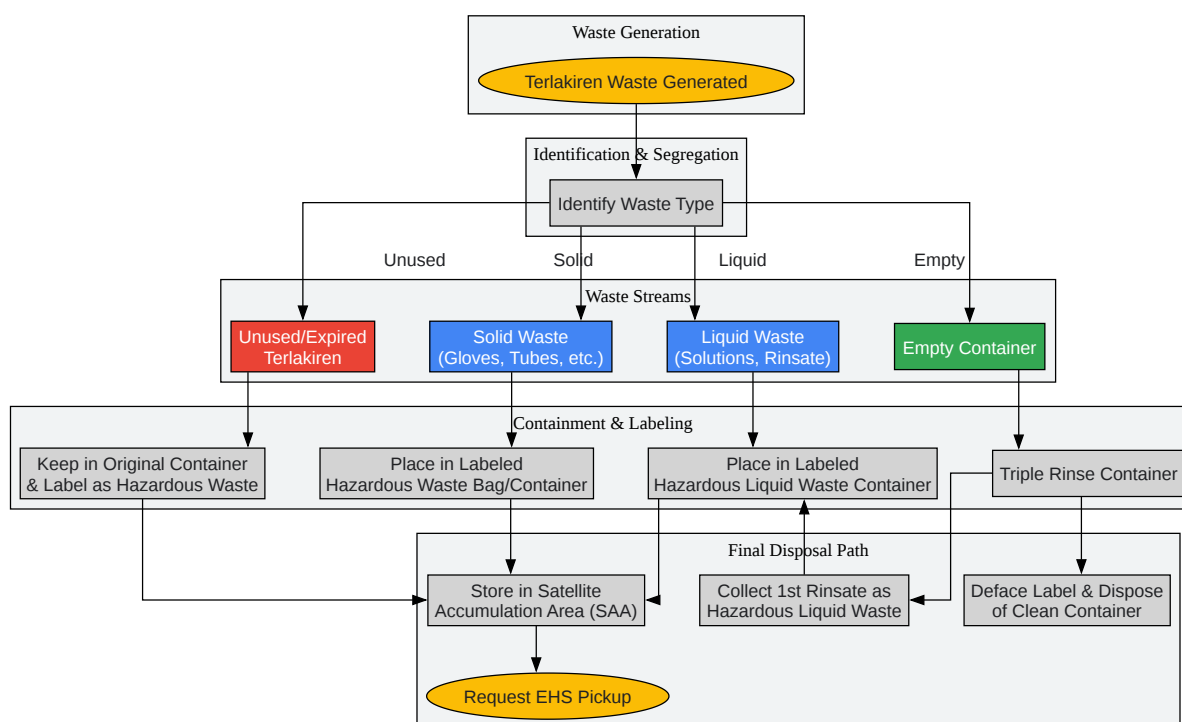 Waste Generation
Terlakiren Waste Generated
Identification & Segregation
Identify Waste Type
Unused
Solid
Liquid
Empty
Waste Streams
Unused/Expired
Terlakiren
Solid Waste
(Gloves, Tubes, etc.)
Liquid Waste
(Solutions, Rinsate)
Empty Container
Containment & Labeling
Keep in Original Container
& Label as Hazardous Waste
Place in Labeled
Hazardous Waste Bag/Container
Place in Labeled
Hazardous Liquid Waste Container
Triple Rinse Container
Final Disposal Path
Store in Satellite
Accumulation Area (SAA)
Collect 1st Rinsate as
Hazardous Liquid Waste
Deface Label & Dispose
of Clean Container
Request EHS Pickup